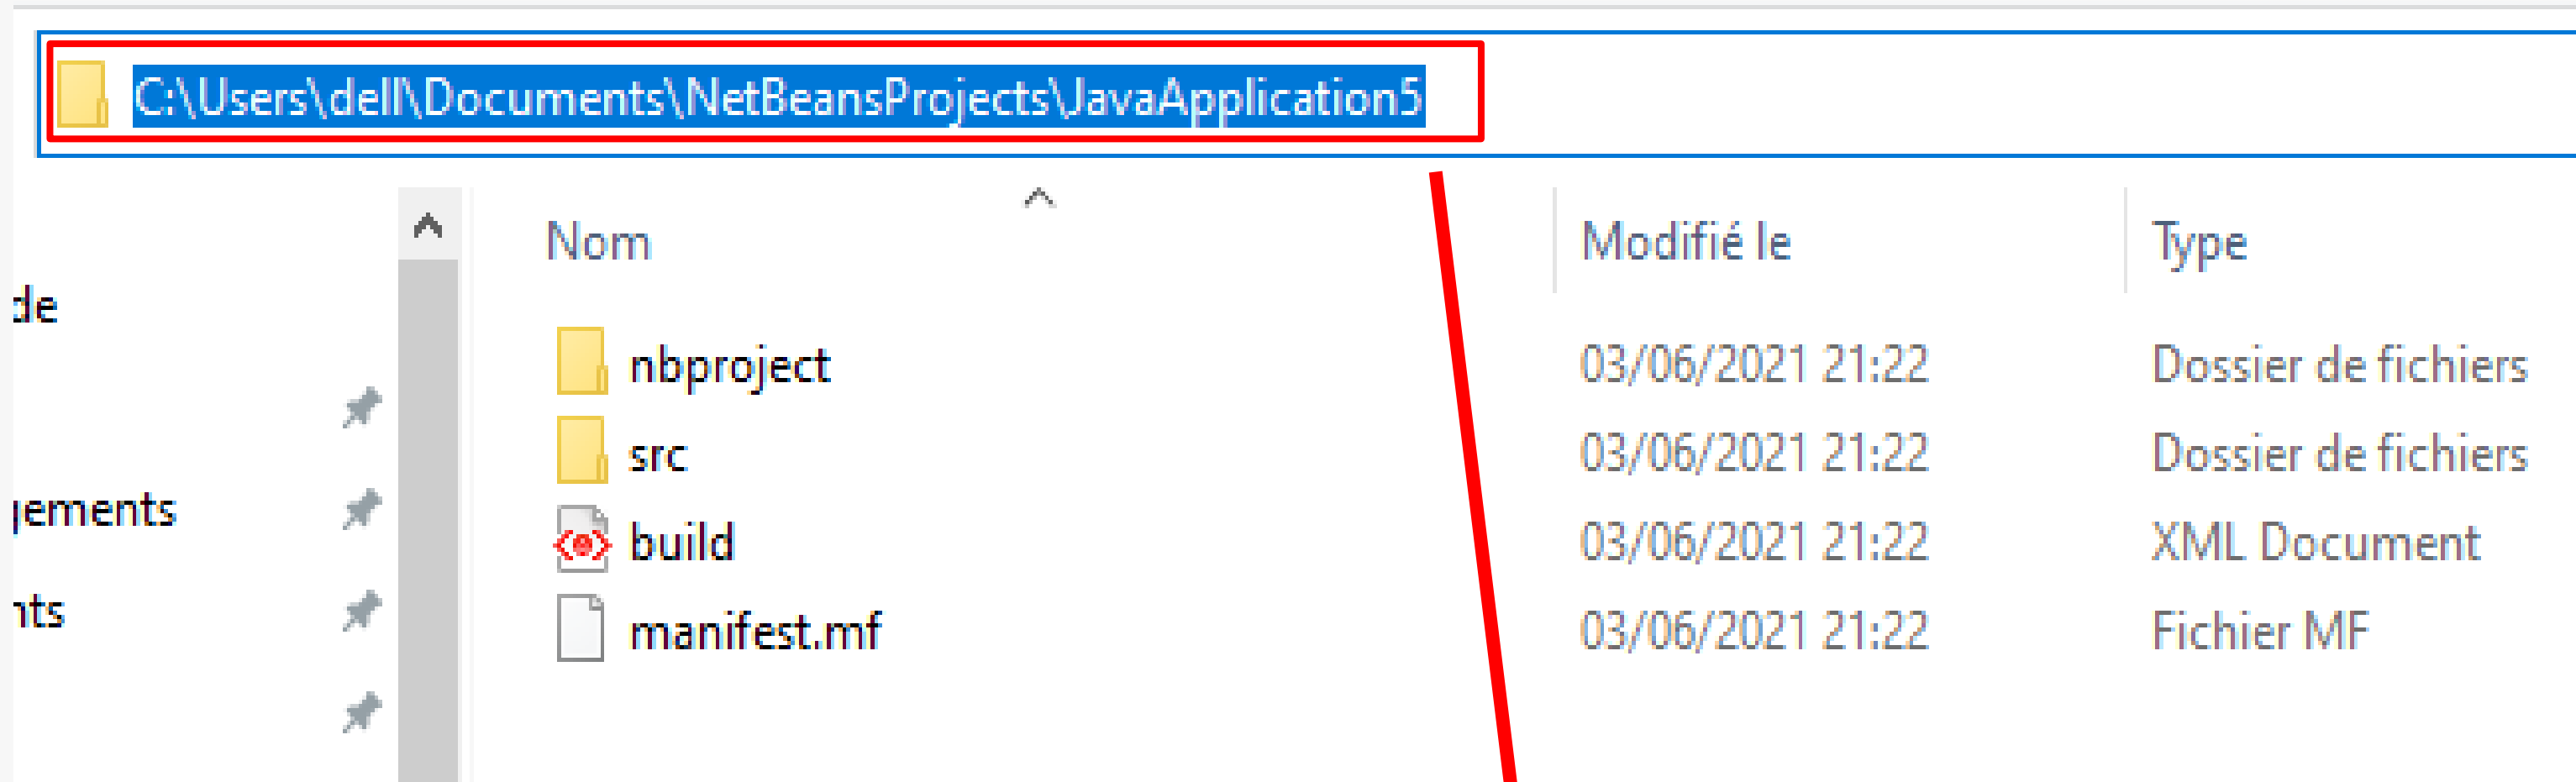 C:\Users\dell\Documents\NetBeansProjects\JavaApplication5
Nom Modifié le Type
de
nbproject 03/06/2021 21:22 Dossier de fichiers
src 03/06/2021 21:22 Dossier de fichiers
gements build 03/06/2021 21:22 XML Document
nts manifest.mf 03/06/2021 21:22 Fichier MF